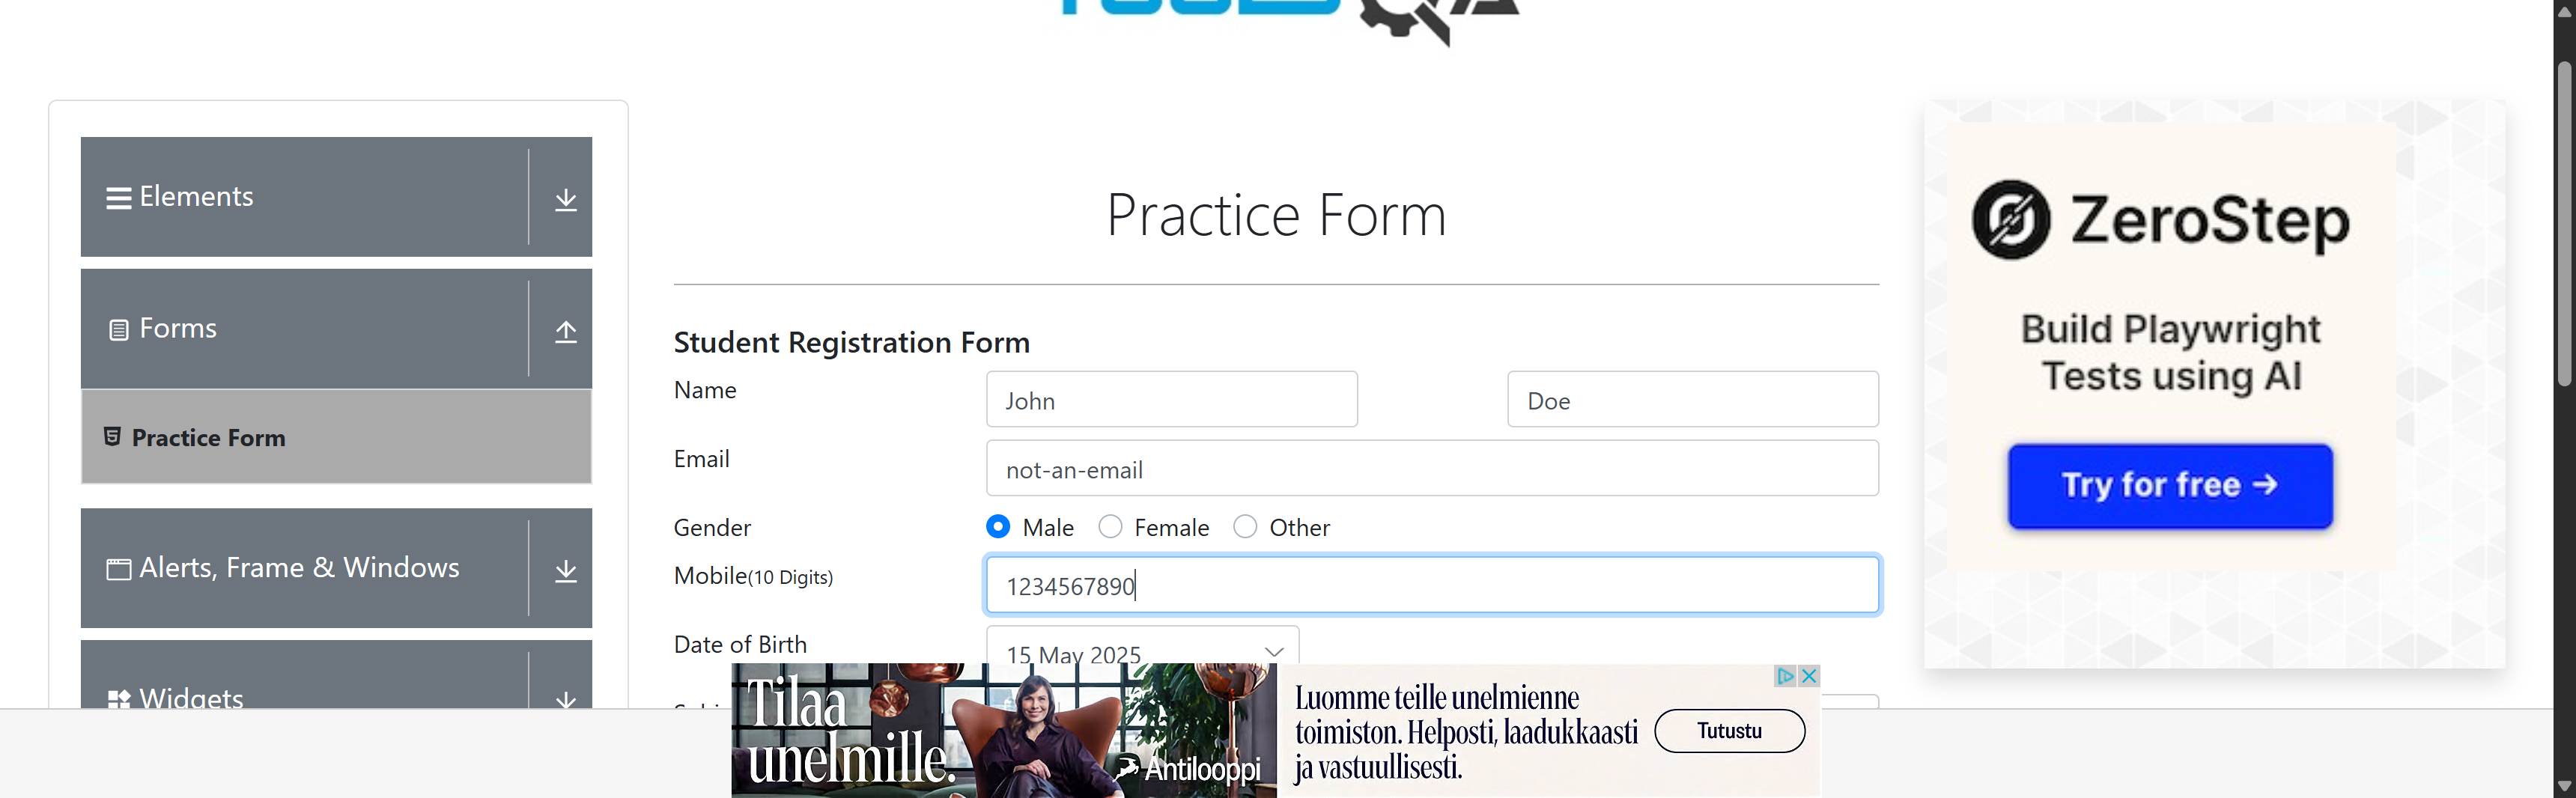 Elements
Forms
Practice Form
Alerts, Frame & Windows
Widgets
Practice Form
Student Registration Form
Name
John
Doe
Email
not-an-email
Gender
Male
Female
Other
Mobile(10 Digits)
1234567890
Date of Birth
15 May 2025
ZeroStep
Build Playwright
Tests using AI
Try for free →
Tilaa
unelmille.
Antilooppi
Luomme teille unelmienne
toimiston. Helposti, laadukkaasti
ja vastuullisesti.
Tutustu